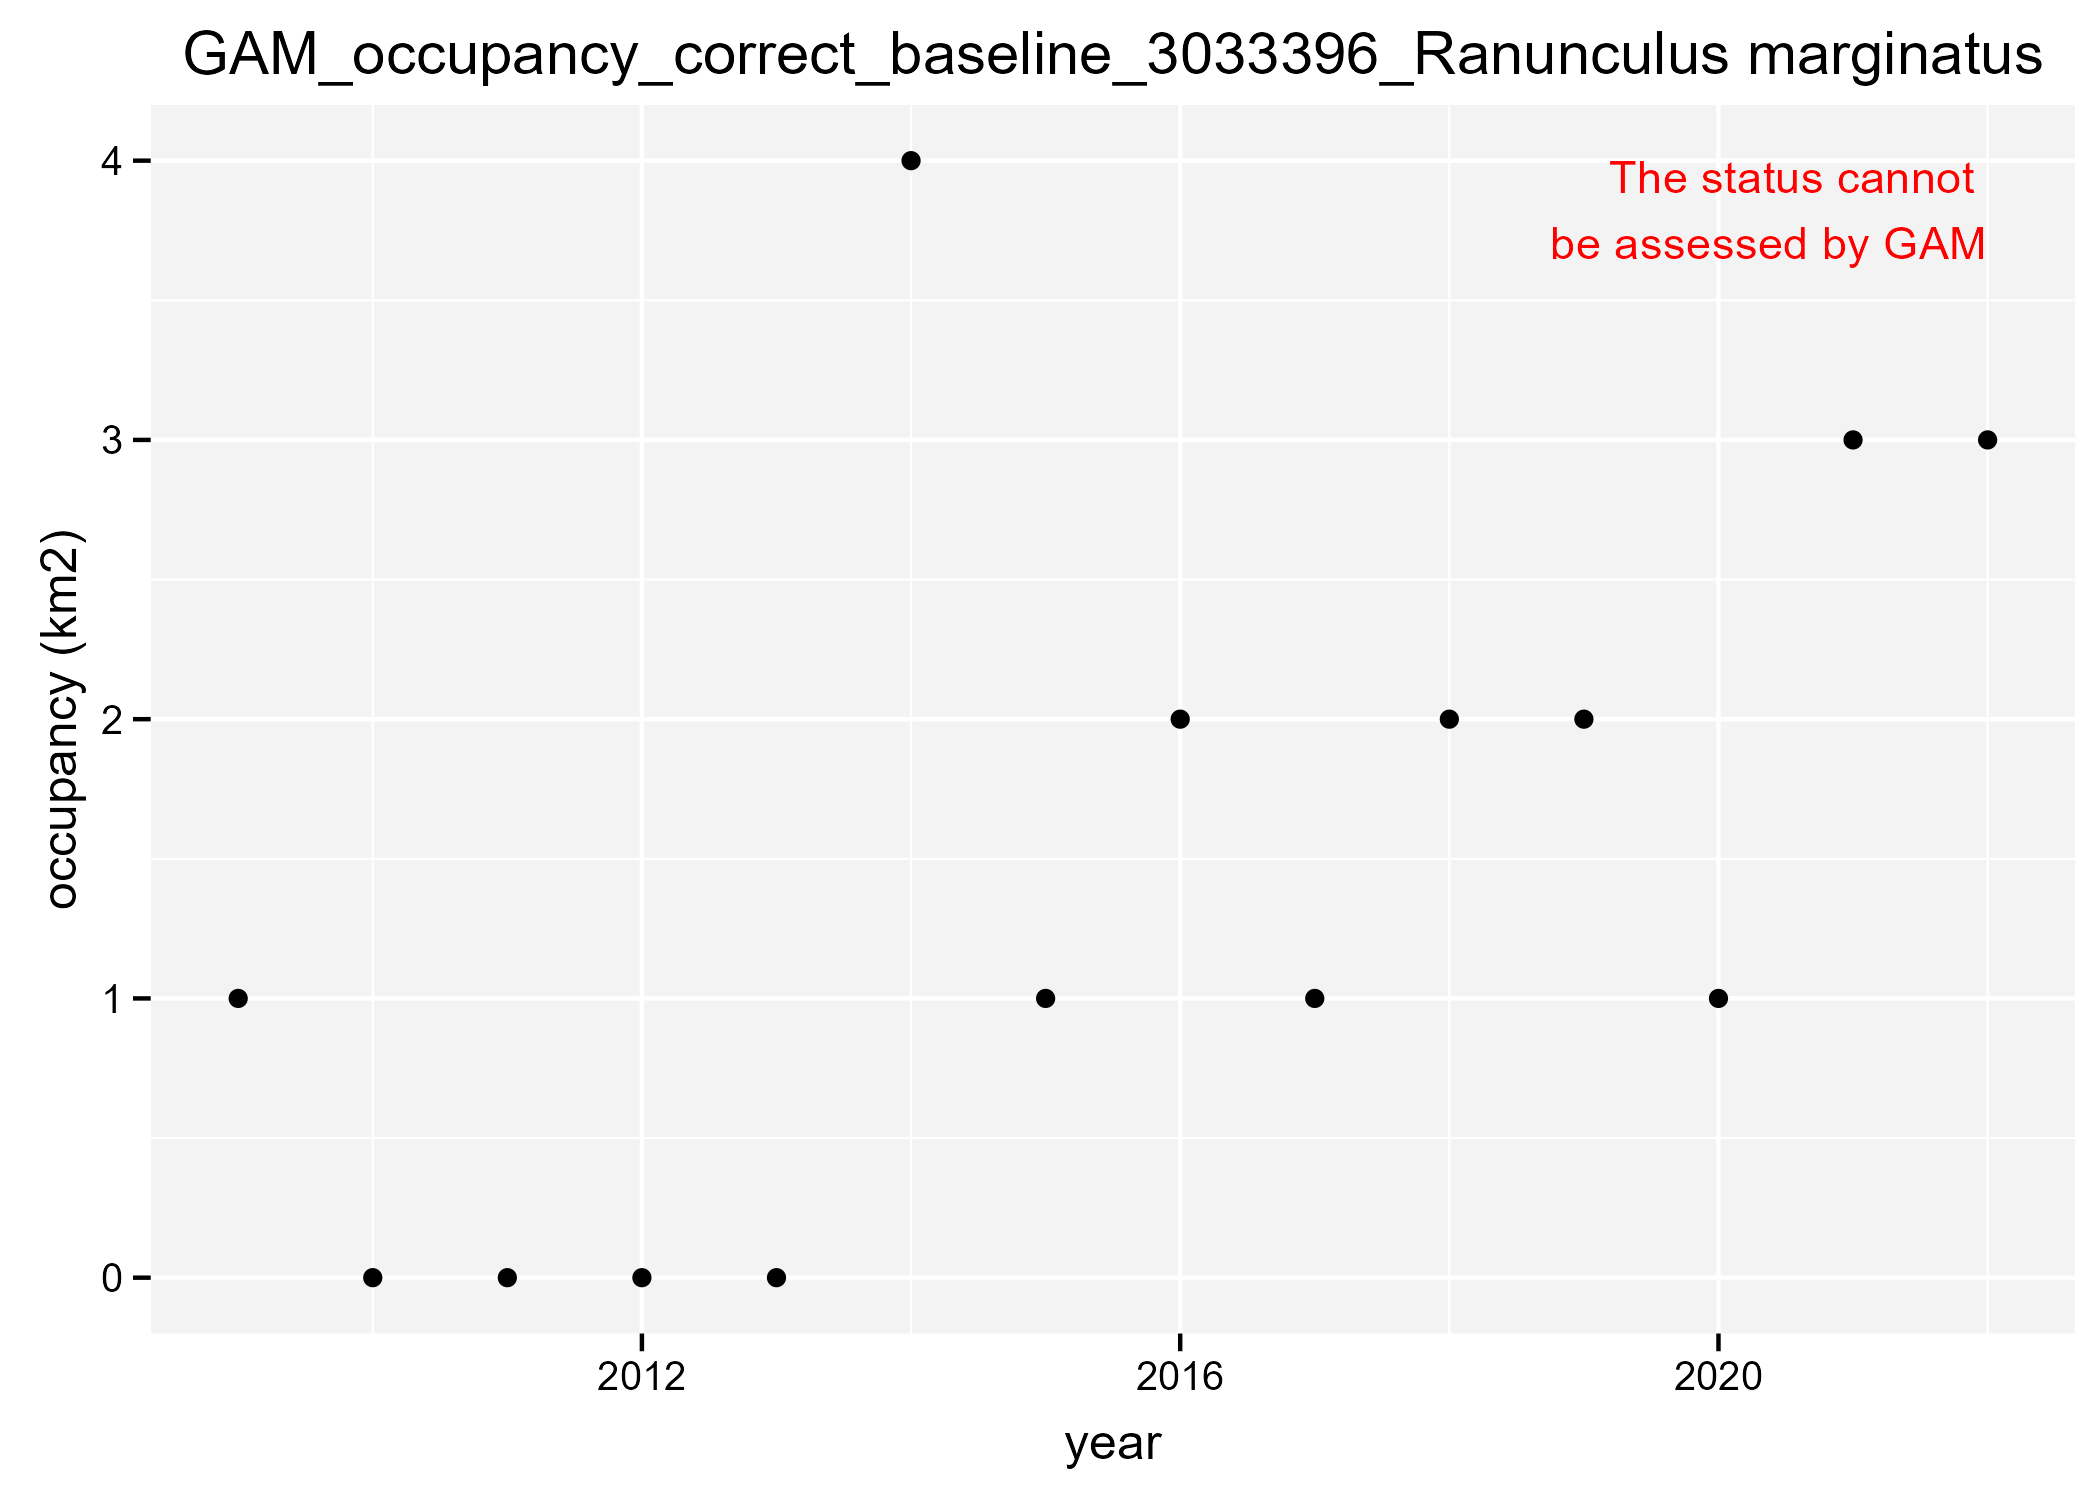 GAM_occupancy_correct_baseline_3033396_Ranunculus marginatus
The status cannot
be assessed by GAM
4
3
2
1
0
occupancy (km2)
2012
2016
2020
year